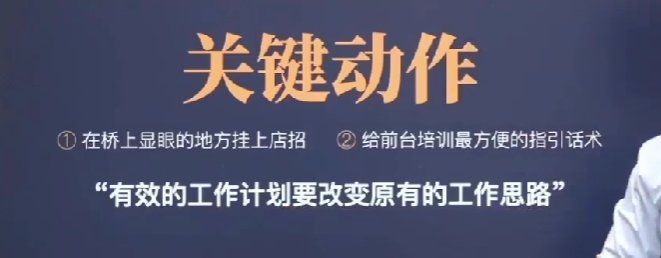 关键动作
① 在桥上显眼的地方挂上店招 ② 给前台培训最方便的指引话术
“有效的工作计划要改变原有的工作思路”